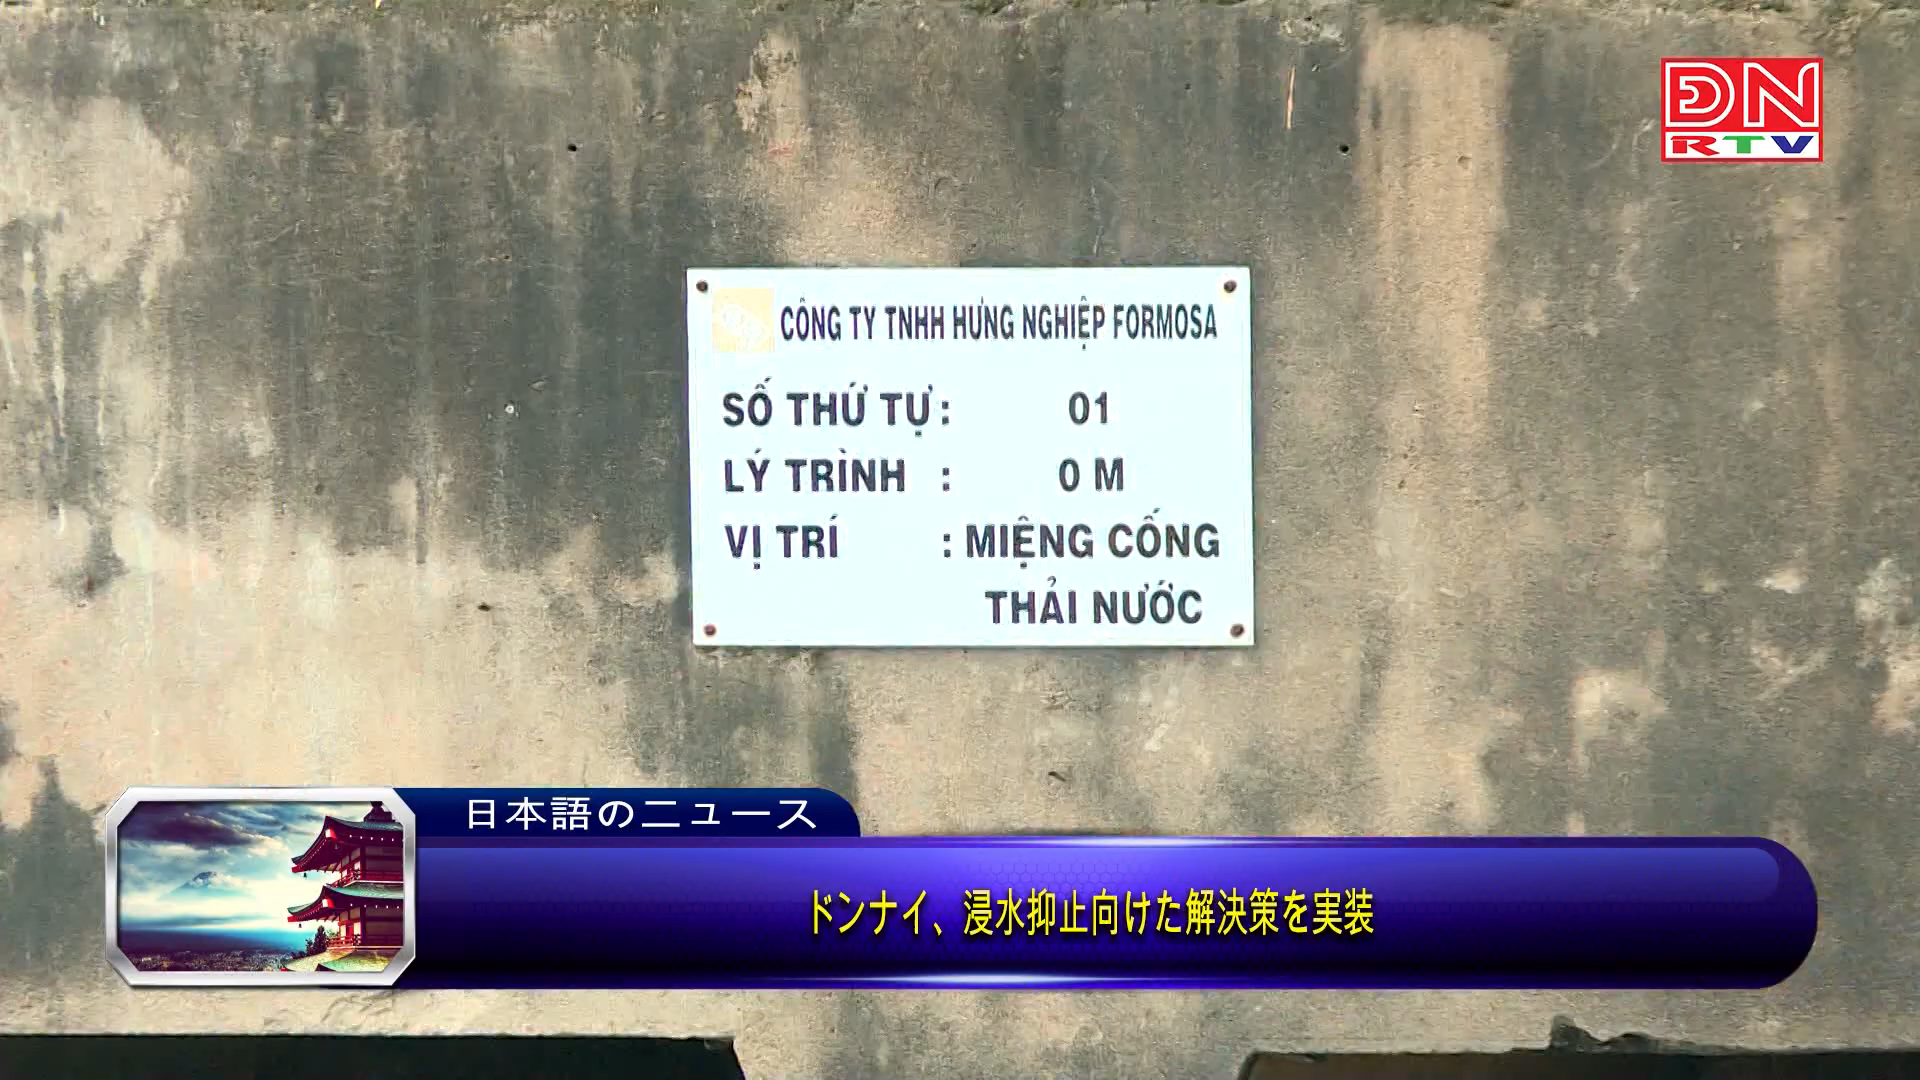 ĐN
RTV
CÔNG TY TNHH HƯNG NGHIỆP FORMOSA
SỐ THỨ TỰ : 01
LÝ TRÌNH : 0 M
VỊ TRÍ : MIỆNG CỐNG
THẢI NƯỚC
日本語のニュース
ドンナイ、浸水抑止向けた解決策を実装